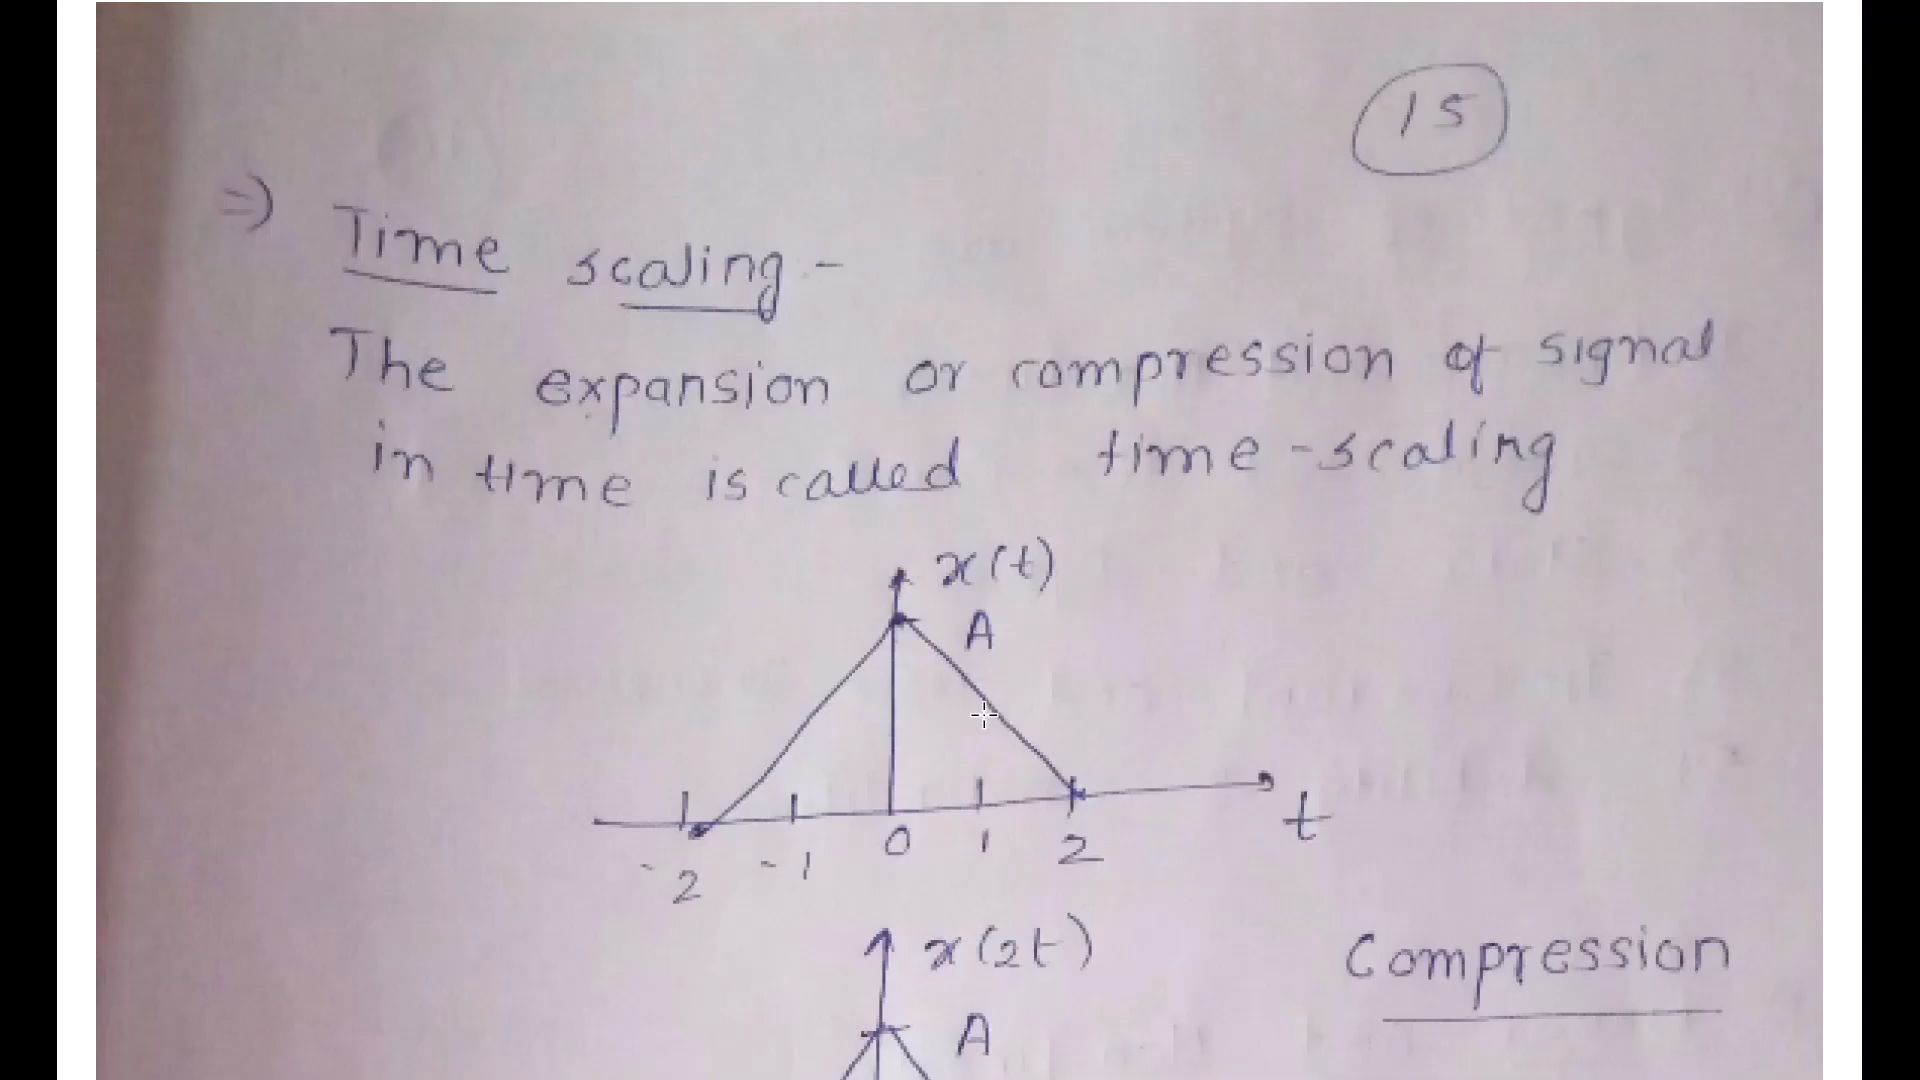 15
=> Time scaling -
The expansion or compression of signal
in time is called time-scaling
x(t)
A
-2 -1 0 1 2 t
x(2t) Compression
A